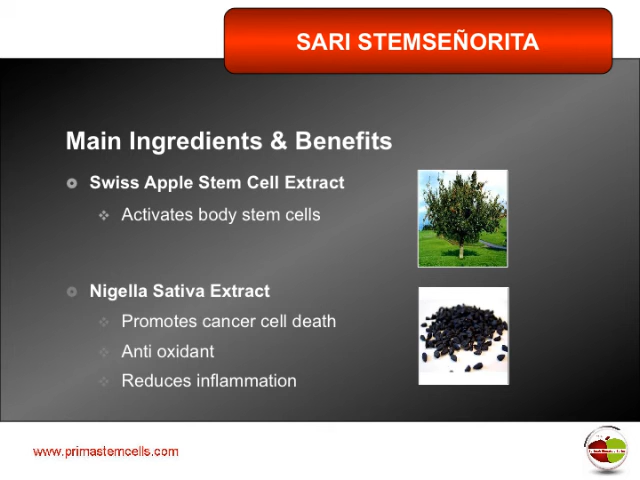 SARI STEMSEÑORITA
Main Ingredients & Benefits
Swiss Apple Stem Cell Extract
Activates body stem cells
Nigella Sativa Extract
Promotes cancer cell death
Anti oxidant
Reduces inflammation
www.primastemcells.com